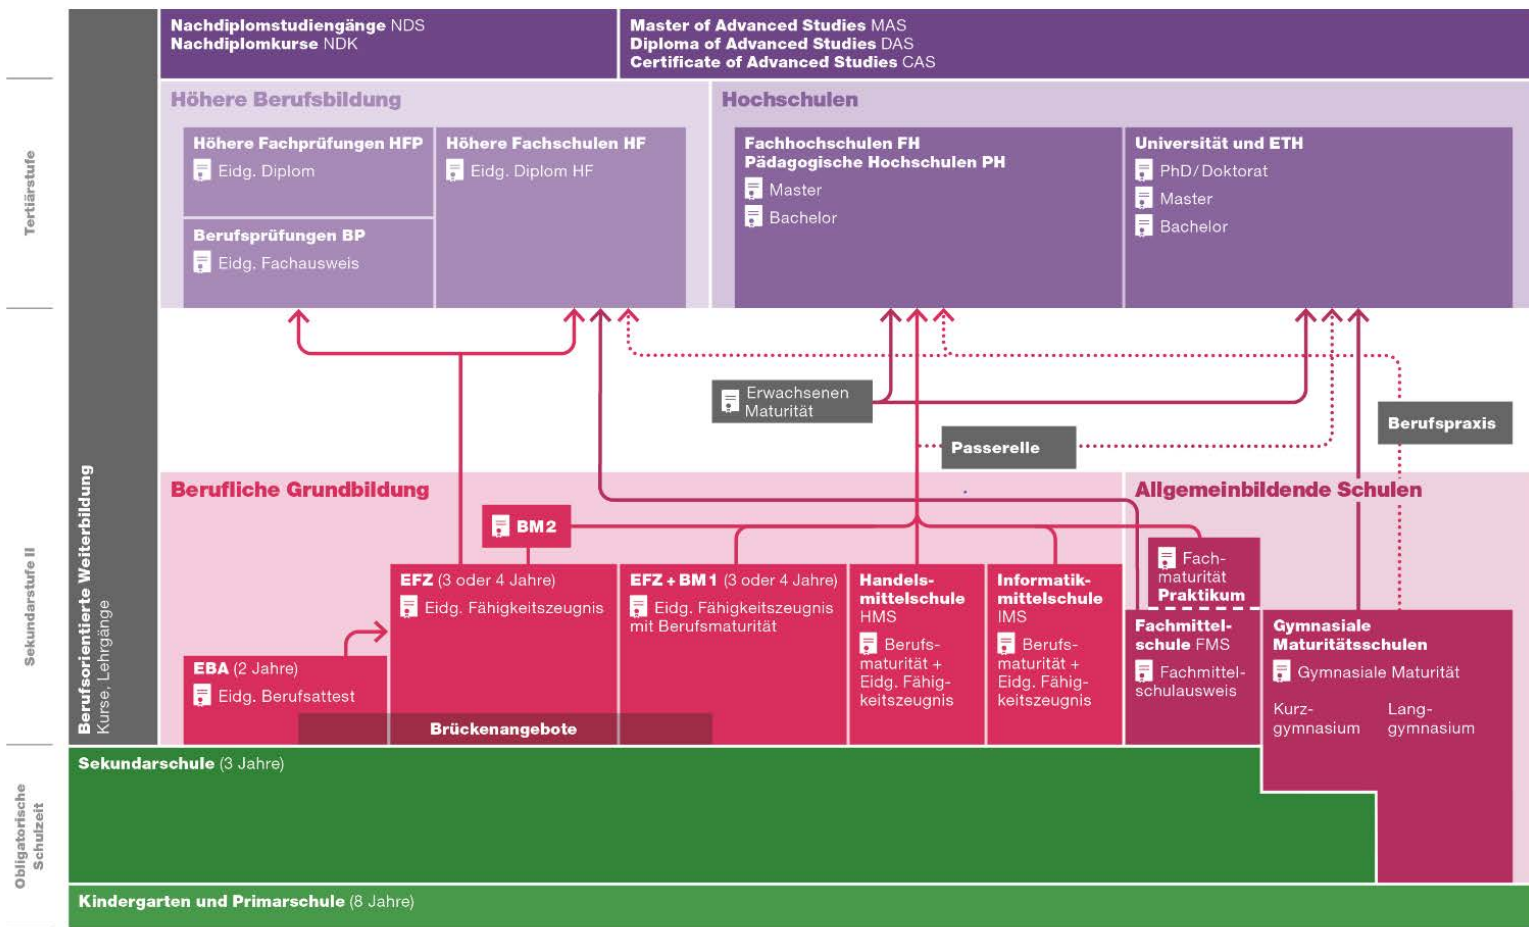 Nachdiplomstudiengänge NDS
Nachdiplomkurse NDK
Master of Advanced Studies MAS
Diploma of Advanced Studies DAS
Certificate of Advanced Studies CAS
Tertiärstufe
Höhere Berufsbildung
Hochschulen
Höhere Fachprüfungen HFP
Eidg. Diplom
Berufsprüfungen BP
Eidg. Fachausweis
Höhere Fachschulen HF
Eidg. Diplom HF
Fachhochschulen FH
Pädagogische Hochschulen PH
Master
Bachelor
Universität und ETH
PhD/Doktorat
Master
Bachelor
Erwachsenen
Maturität
Passerelle
Berufspraxis
Sekundarstufe II
Berufsorientierte Weiterbildung
Kurse, Lehrgänge
Berufliche Grundbildung
Allgemeinbildende Schulen
BM2
EBA (2 Jahre)
Eidg. Berufsattest
EFZ (3 oder 4 Jahre)
Eidg. Fähigkeitszeugnis
EFZ + BM1 (3 oder 4 Jahre)
Eidg. Fähigkeitszeugnis
mit Berufsmaturität
Brückenangebote
Handels-
mittelschule
HMS
Berufs-
maturität +
Eidg. Fähig-
keitszeugnis
Informatik-
mittelschule
IMS
Berufs-
maturität +
Eidg. Fähig-
keitszeugnis
Fach-
maturität
Praktikum
Fachmittel-
schule FMS
Fachmittel-
schulausweis
Gymnasiale
Maturitätsschulen
Gymnasiale Maturität
Kurz-
gymnasium
Lang-
gymnasium
Obligatorische
Schulzeit
Sekundarschule (3 Jahre)
Kindergarten und Primarschule (8 Jahre)